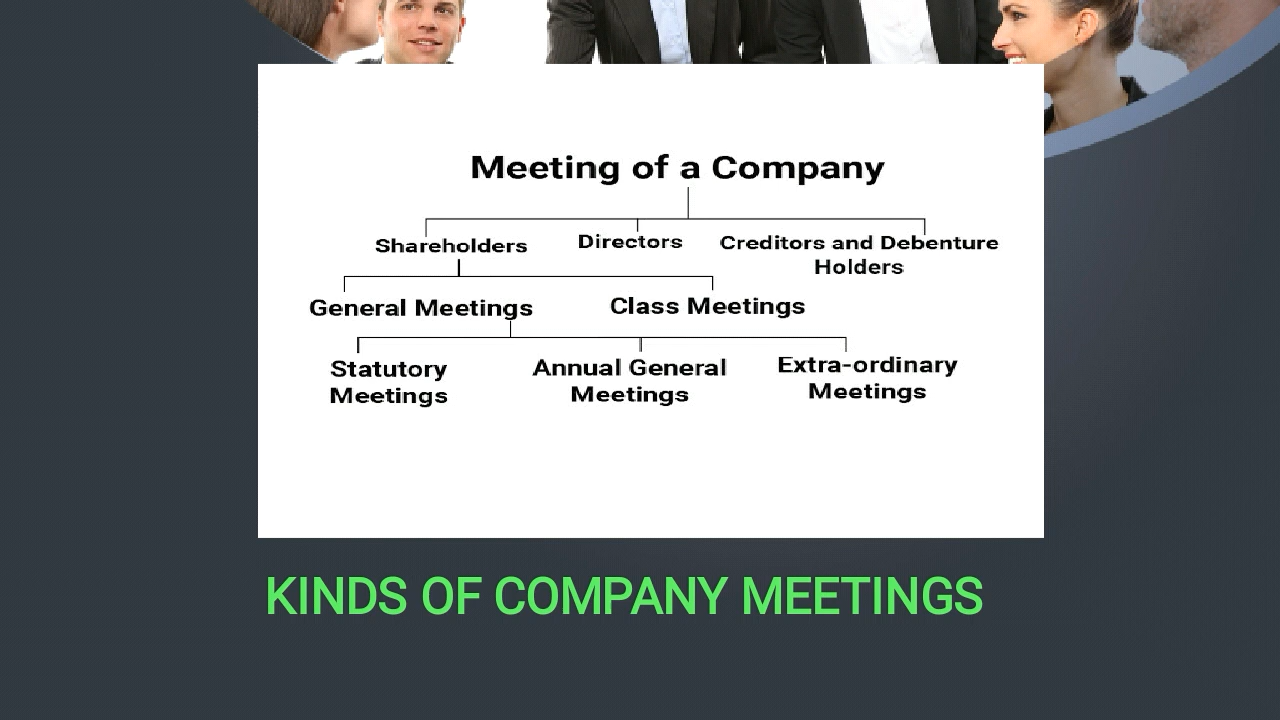 Meeting of a Company
Shareholders
Directors
Creditors and Debenture
Holders
General Meetings
Class Meetings
Statutory
Meetings
Annual General
Meetings
Extra-ordinary
Meetings
KINDS OF COMPANY MEETINGS